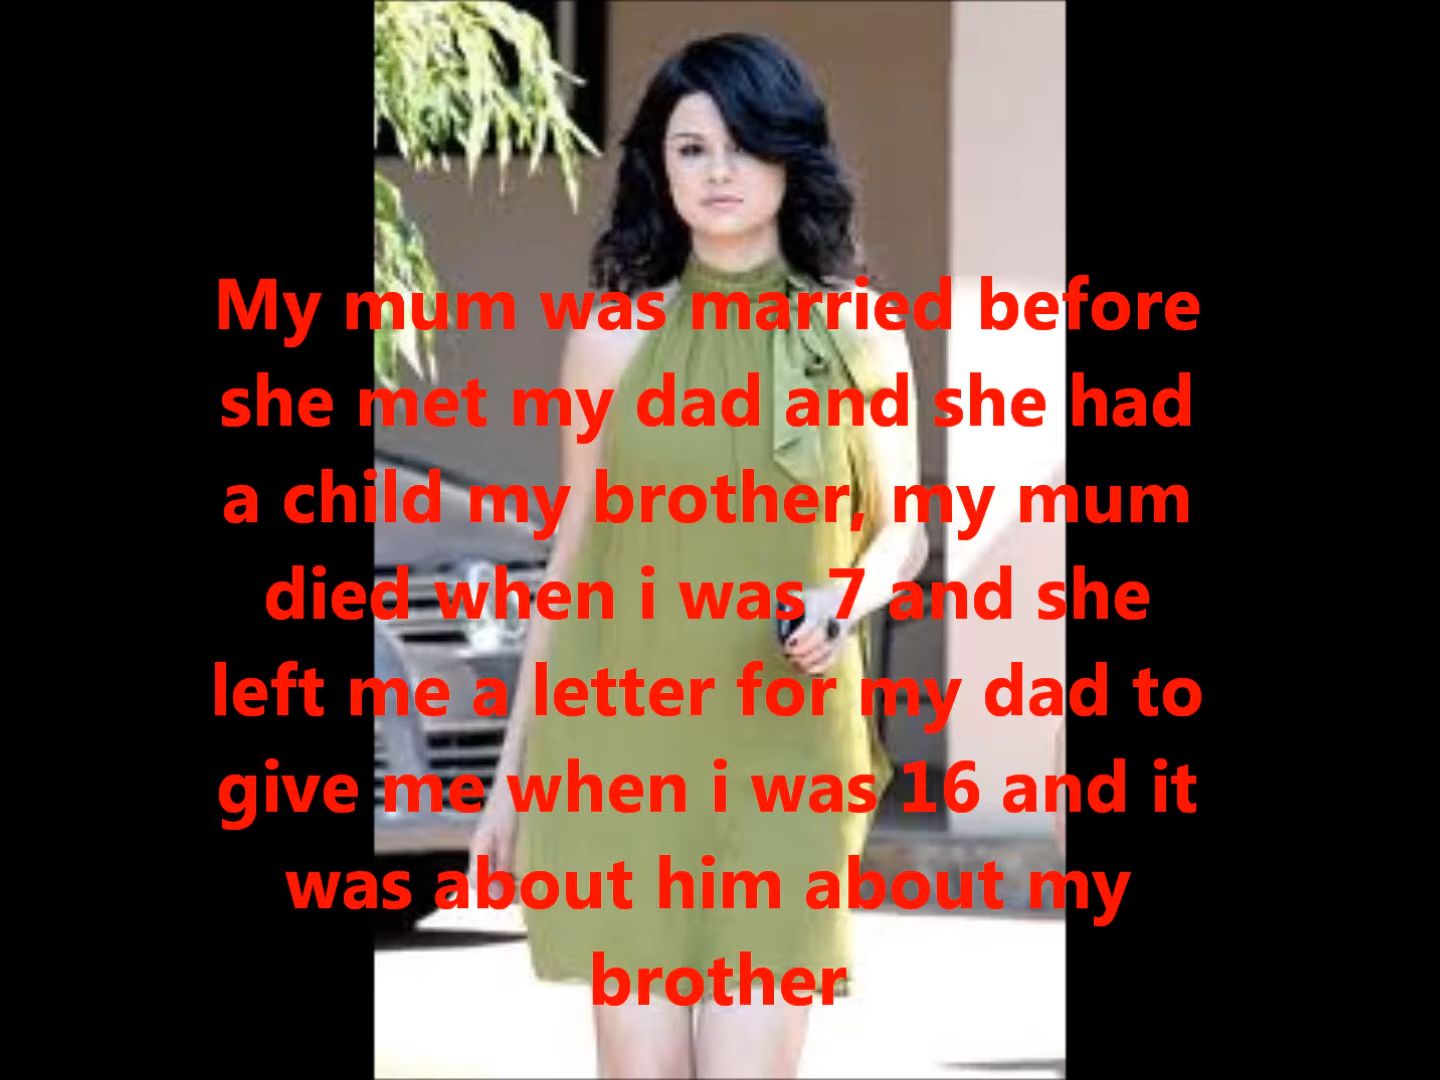 My mum was married before
she met my dad and she had
a child my brother, my mum
died when i was 7 and she
left me a letter for my dad to
give me when i was 16 and it
was about him about my
brother